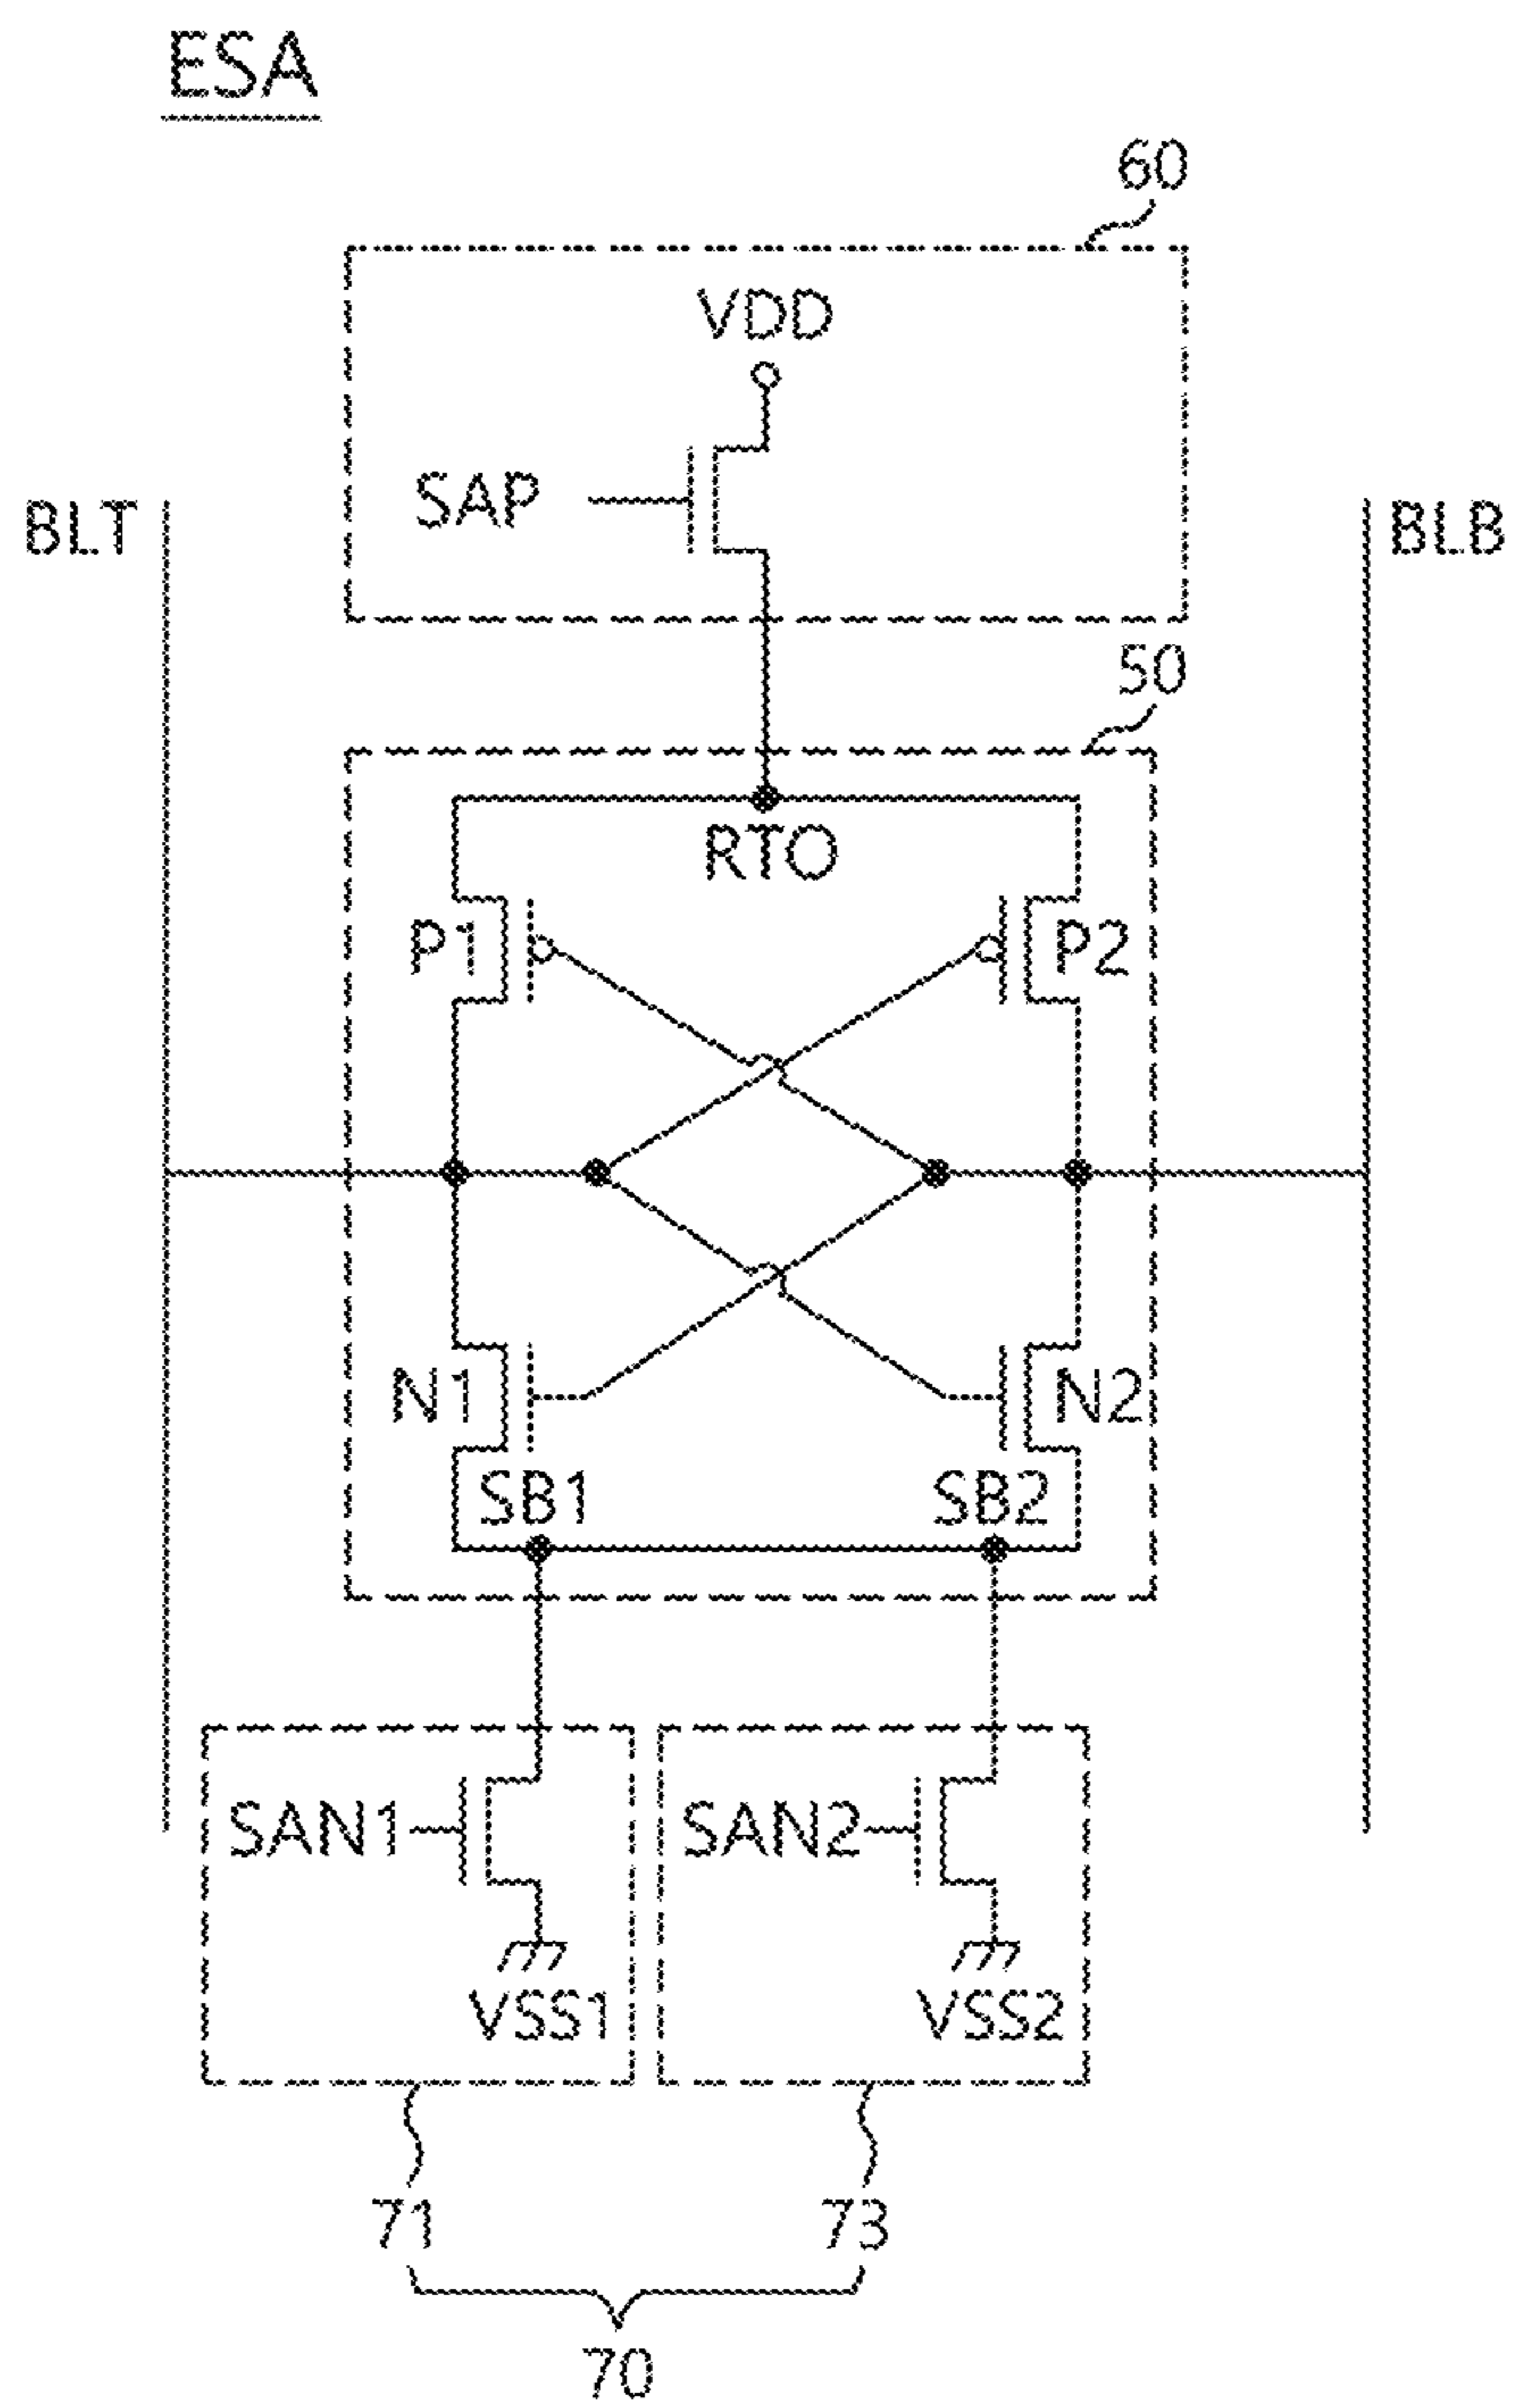 ESA
60
VDD
SAP
BLT
BLB
50
RTO
P1
P2
N1
N2
SB1
SB2
SAN1
SAN2
VSS1
VSS2
71
73
70